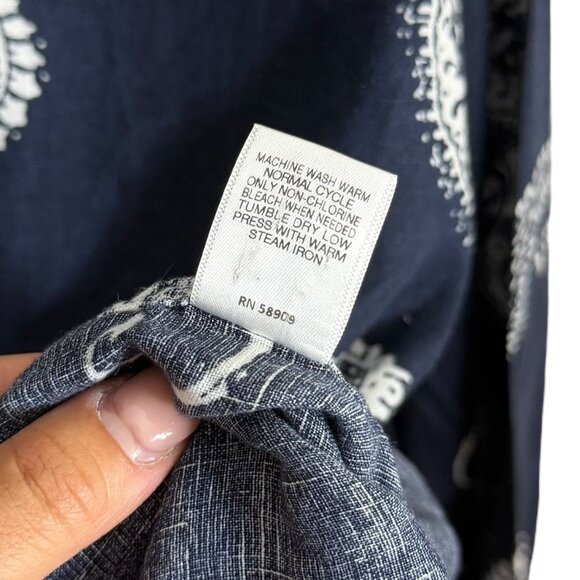 MACHINE WASH WARM
NORMAL CYCLE
ONLY NON-CHLORINE
BLEACH WHEN NEEDED
TUMBLE DRY LOW
PRESS WITH WARM
STEAM IRON
RN 58909